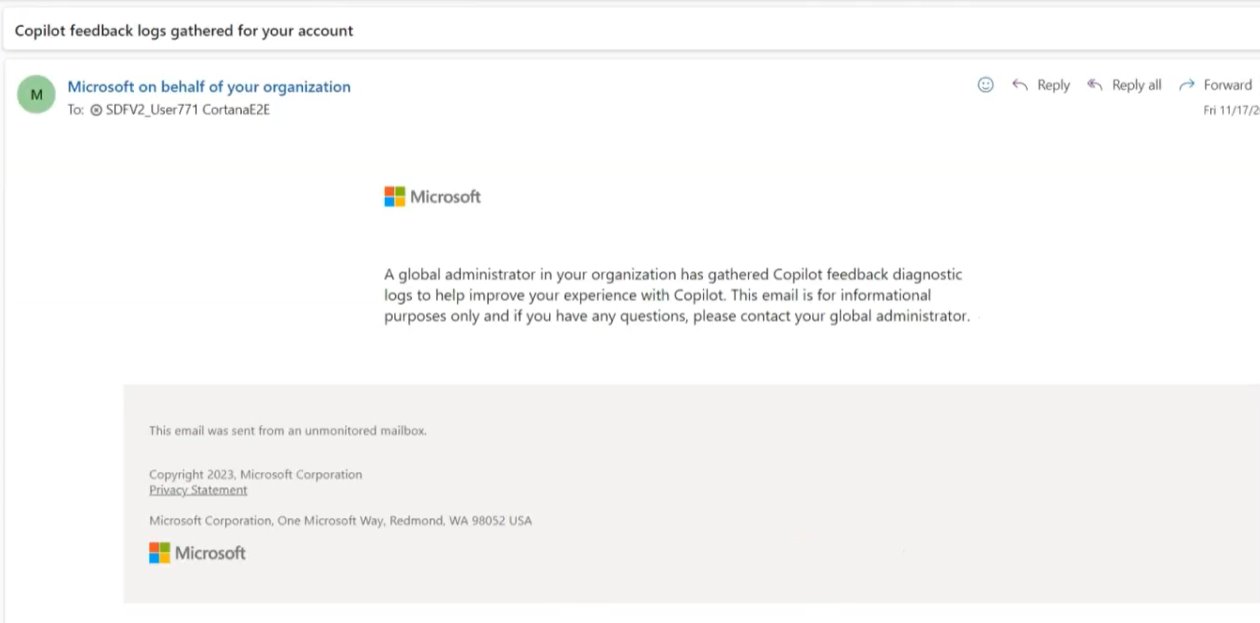 Copilot feedback logs gathered for your account
M
Microsoft on behalf of your organization
Reply
Reply all
Forward
To: SDFV2_User771 CortanaE2E
Fri 11/17/2
Microsoft
A global administrator in your organization has gathered Copilot feedback diagnostic
logs to help improve your experience with Copilot. This email is for informational
purposes only and if you have any questions, please contact your global administrator.
This email was sent from an unmonitored mailbox.
Copyright 2023, Microsoft Corporation
Privacy Statement
Microsoft Corporation, One Microsoft Way, Redmond, WA 98052 USA
Microsoft